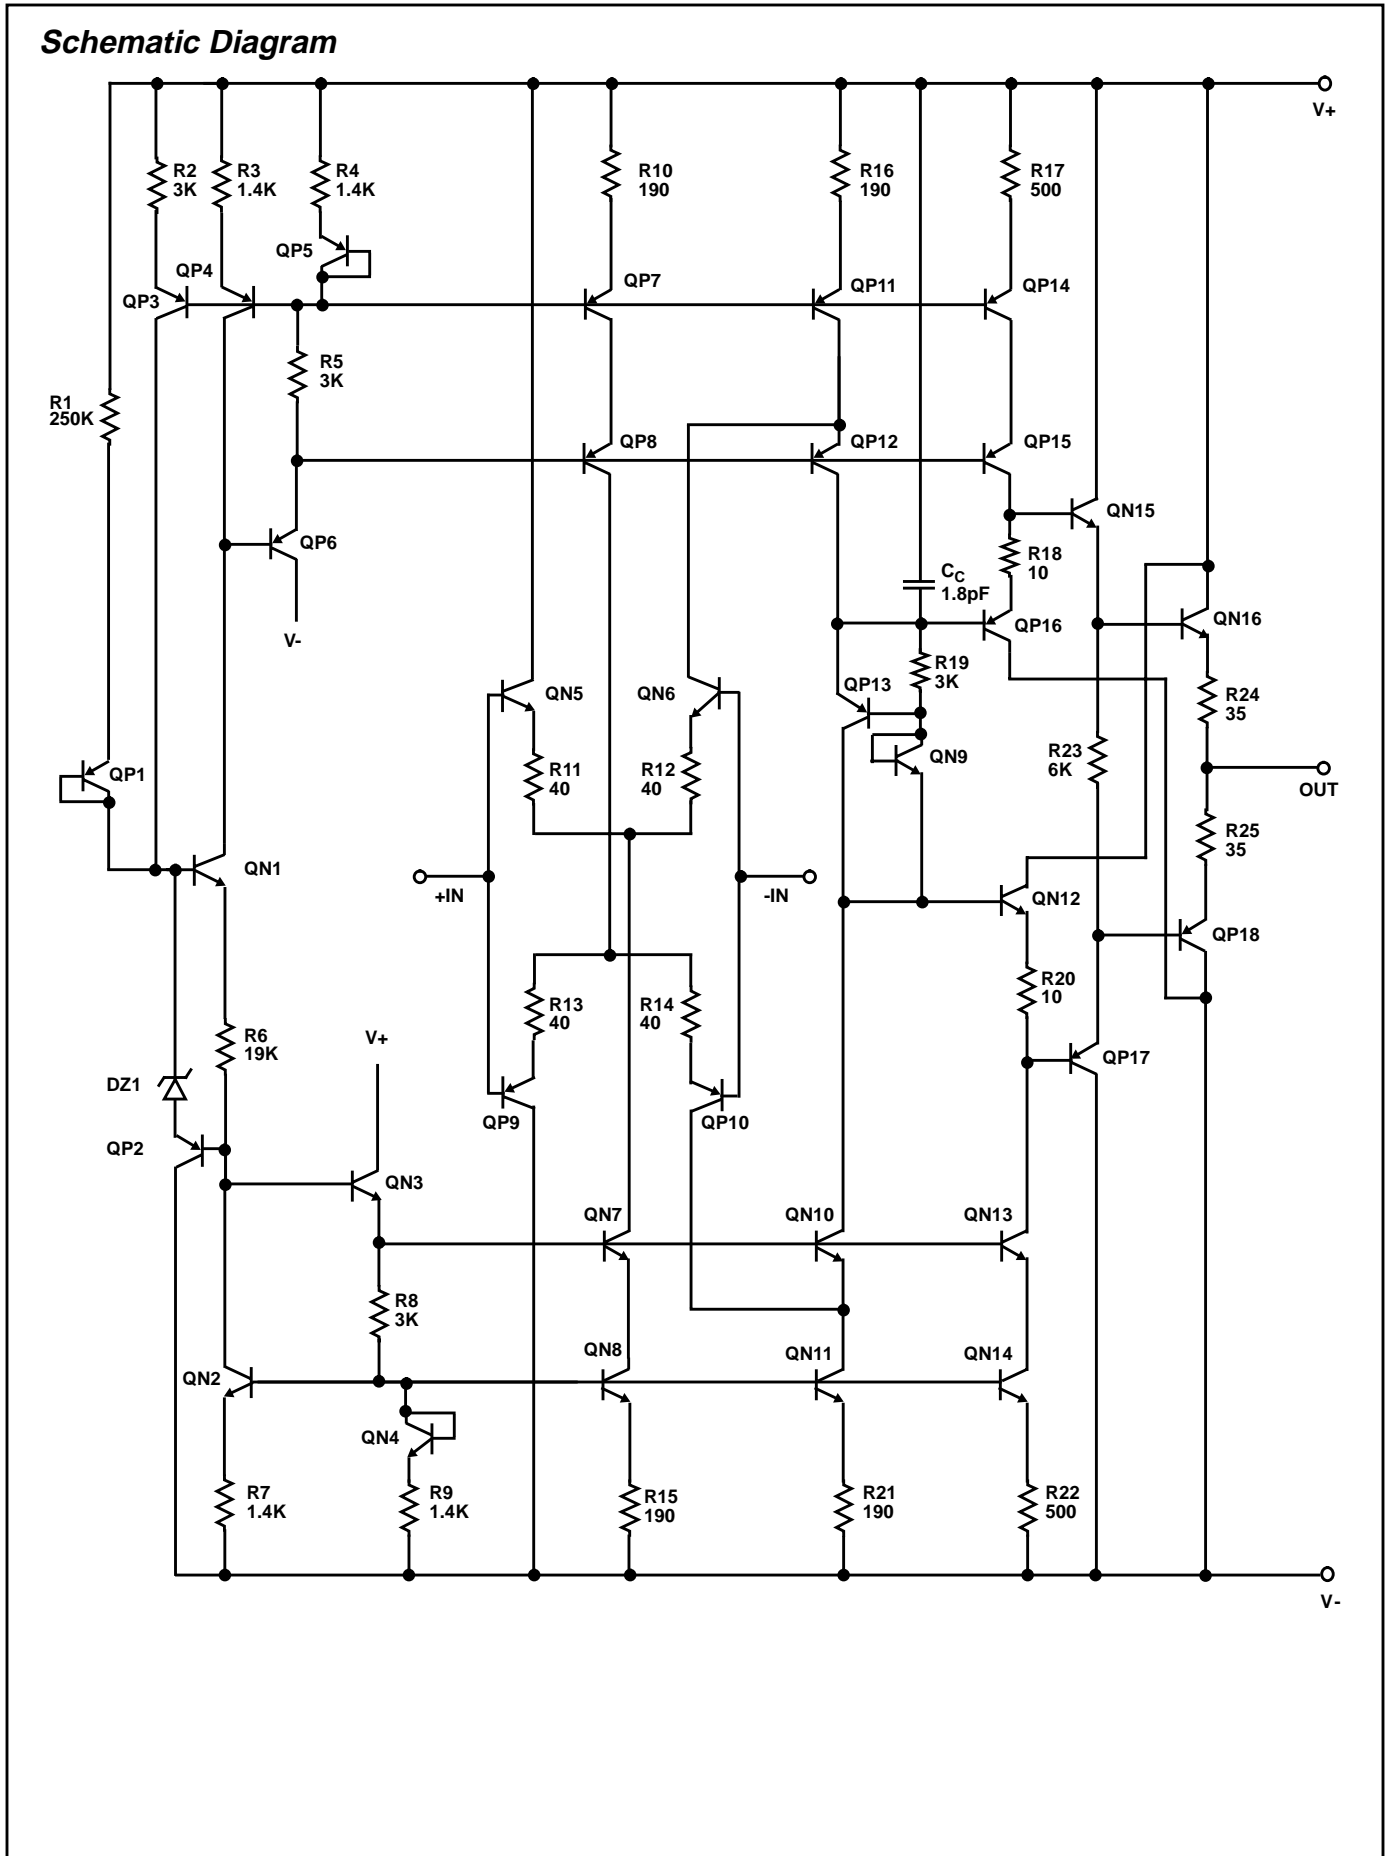 Schematic Diagram
V+
R2
3K
R3
1.4K
R4
1.4K
R10
190
R16
190
R17
500
QP5
QP4
QP3
QP7
QP11
QP14
R5
3K
R1
250K
QP8
QP12
QP15
QN15
QP6
R18
10
CC
1.8pF
QP16
QN16
V-
R19
3K
QP13
QN5
QN6
R24
35
QN9
R23
6K
R11
40
R12
40
QP1
OUT
R25
35
QN1
+IN
-IN
QN12
QP18
R20
10
R13
40
R14
40
R6
19K
V+
QP17
DZ1
QP9
QP10
QP2
QN3
QN7
QN10
QN13
R8
3K
QN8
QN11
QN14
QN2
QN4
R7
1.4K
R9
1.4K
R15
190
R21
190
R22
500
V-